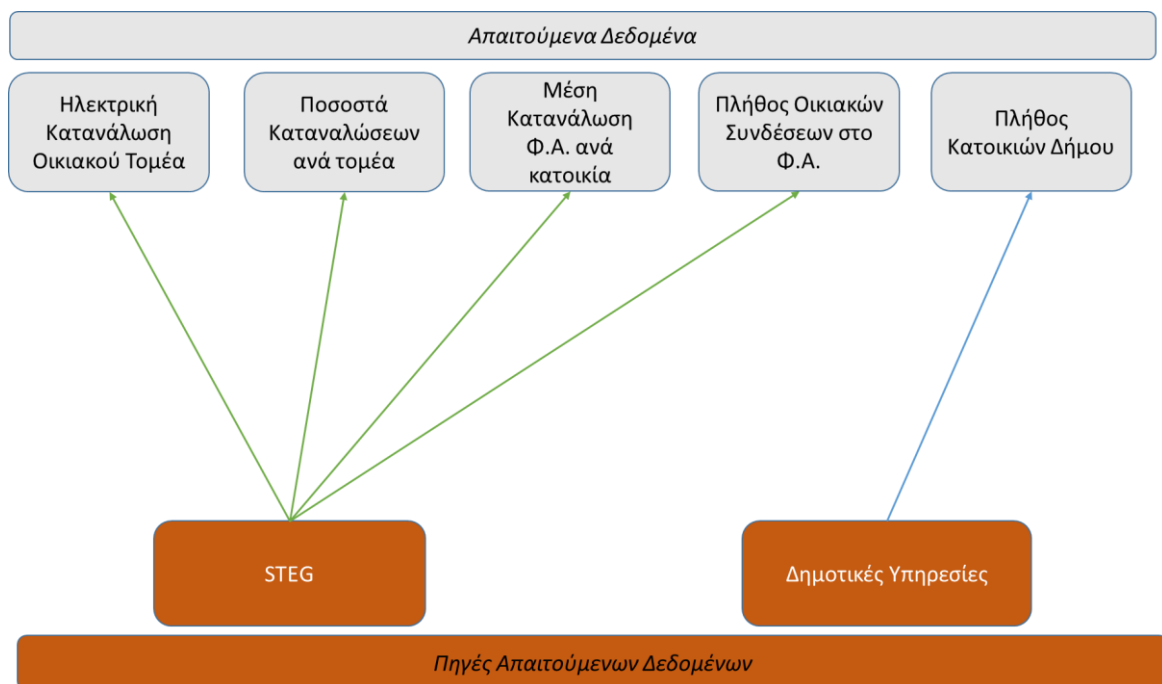 Απαιτούμενα Δεδομένα
Ηλεκτρική
Κατανάλωση
Οικιακού Τομέα
Ποσοστά
Καταναλώσεων
ανά τομέα
Μέση
Κατανάλωση
Φ.Α. ανά
κατοικία
Πλήθος Οικιακών
Συνδέσεων στο
Φ.Α.
Πλήθος
Κατοικιών Δήμου
STEG
Δημοτικές Υπηρεσίες
Πηγές Απαιτούμενων Δεδομένων